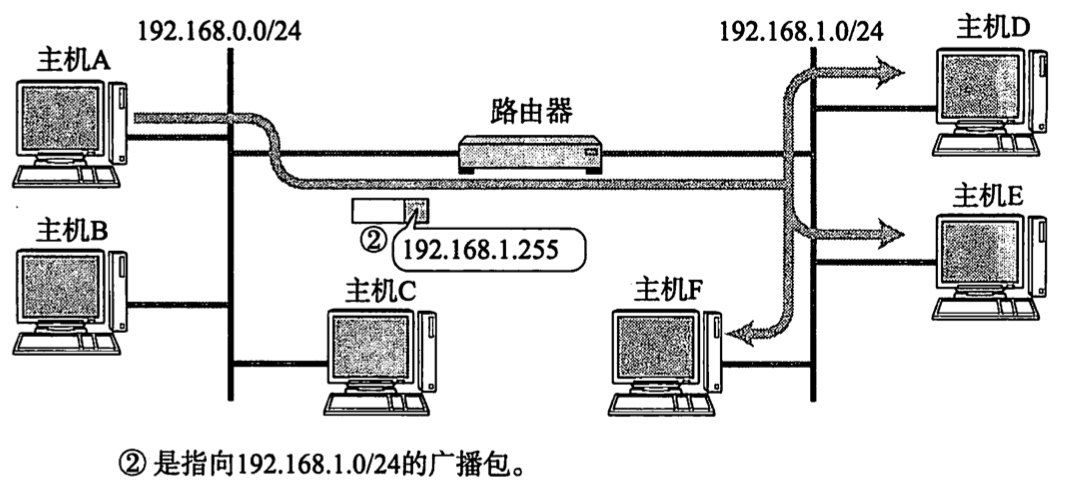 192.168.0.0/24
192.168.1.0/24
主机A
主机D
路由器
主机B
②
192.168.1.255
主机E
主机C
主机F
② 是指向192.168.1.0/24的广播包。